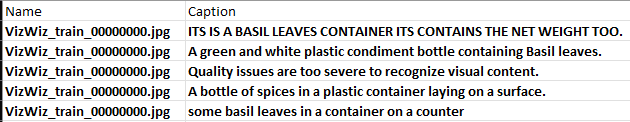 Name Caption
VizWiz_train_00000000.jpg ITS IS A BASIL LEAVES CONTAINER ITS CONTAINS THE NET WEIGHT TOO.
VizWiz_train_00000000.jpg A green and white plastic condiment bottle containing Basil leaves.
VizWiz_train_00000000.jpg Quality issues are too severe to recognize visual content.
VizWiz_train_00000000.jpg A bottle of spices in a plastic container laying on a surface.
VizWiz_train_00000000.jpg some basil leaves in a container on a counter